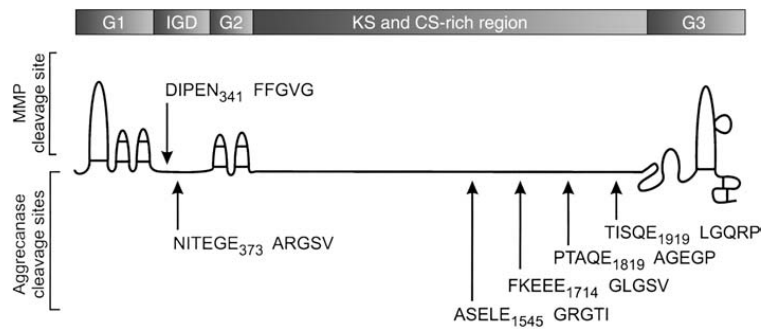 G1 IGD G2 KS and CS-rich region G3
MMP
cleavage site
DIPEN341 FFGVG
Aggrecanase
cleavage sites
NITEGE373 ARGSV
TISQE1919 LGQRP
PTAQE1819 AGEGP
FKEEE1714 GLGSV
ASELE1545 GRGTI